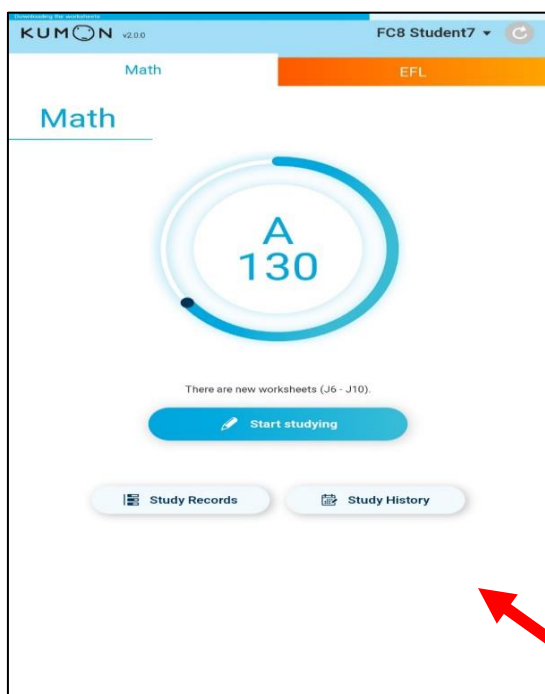 Downloading the worksheets
KUMON v2.0.0 FC8 Student7
Math EFL
Math
A
130
There are new worksheets (J6 - J10).
Start studying
Study Records Study History